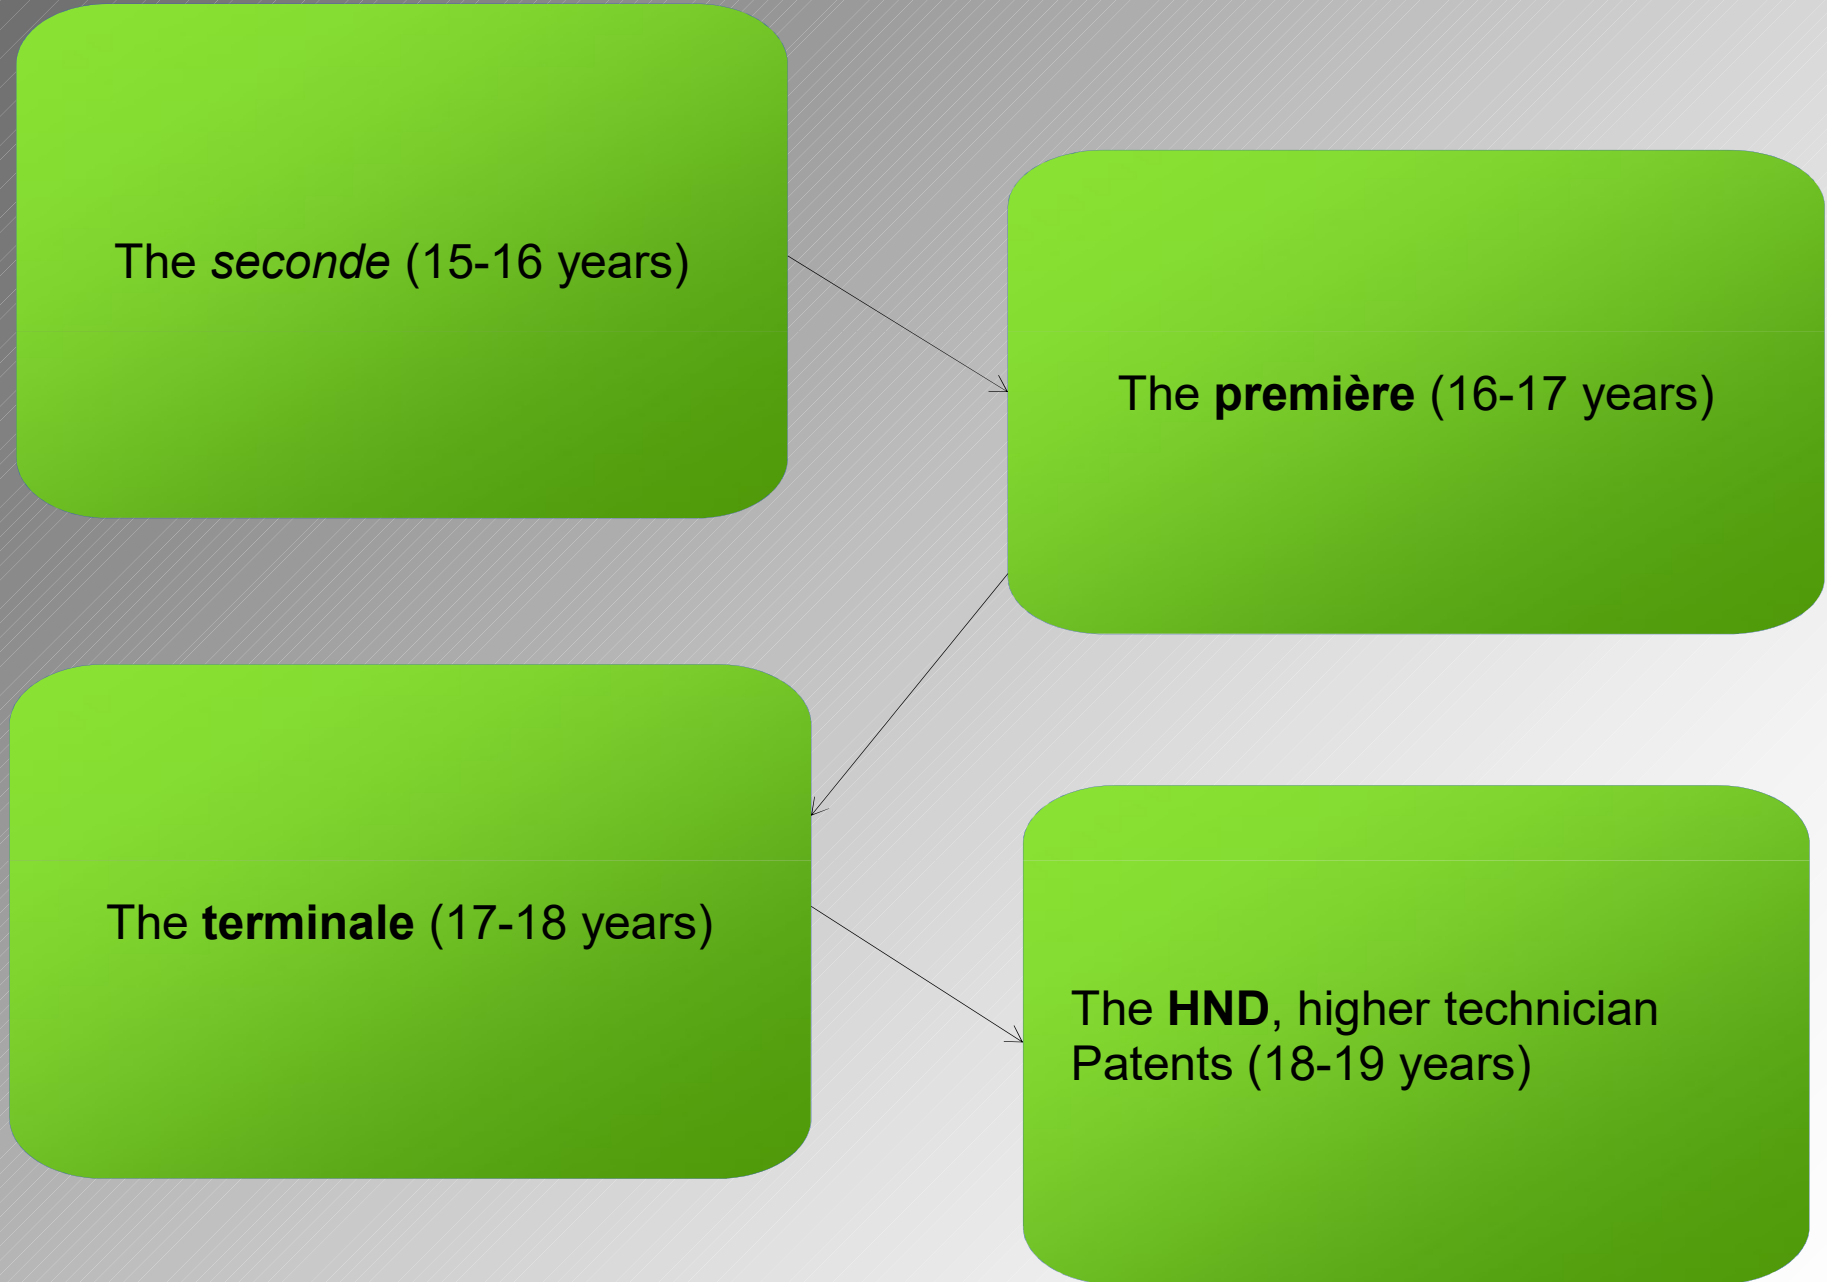 The seconde (15-16 years)
The première (16-17 years)
The terminale (17-18 years)
The HND, higher technician
Patents (18-19 years)